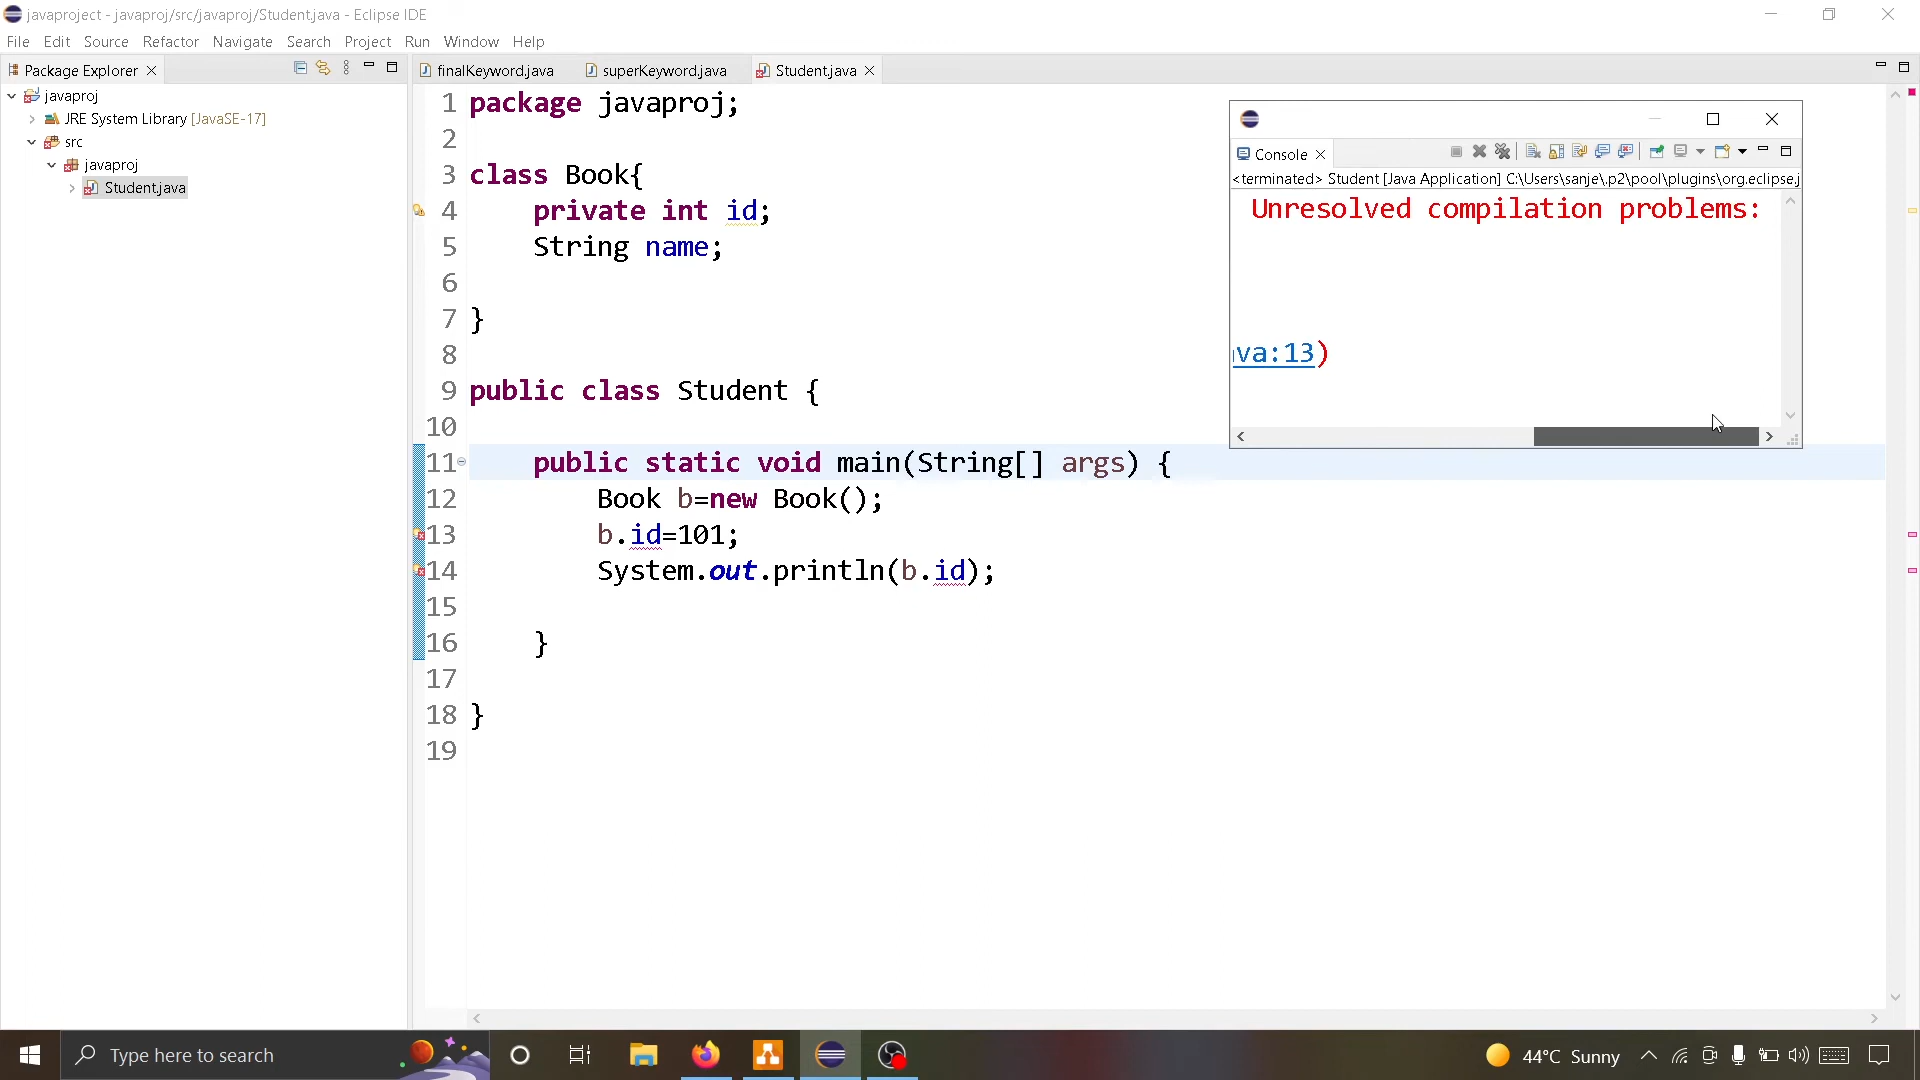 javaproject - javaproj/src/javaproj/Student.java - Eclipse IDE
File Edit Source Refactor Navigate Search Project Run Window Help
Package Explorer
javaproj
JRE System Library [JavaSE-17]
src
javaproj
Student.java
finalKeyword.java superKeyword.java Student.java
1 package javaproj;
2
3 class Book{
4 private int id;
5 String name;
6
7 }
8
9 public class Student {
10
11 public static void main(String[] args) {
12 Book b=new Book();
13 b.id=101;
14 System.out.println(b.id);
15
16 }
17
18 }
19
Console
<terminated> Student [Java Application] C:\Users\sanje\.p2\pool\plugins\org.eclipse.j
Unresolved compilation problems:
va:13)
Type here to search
44°C Sunny